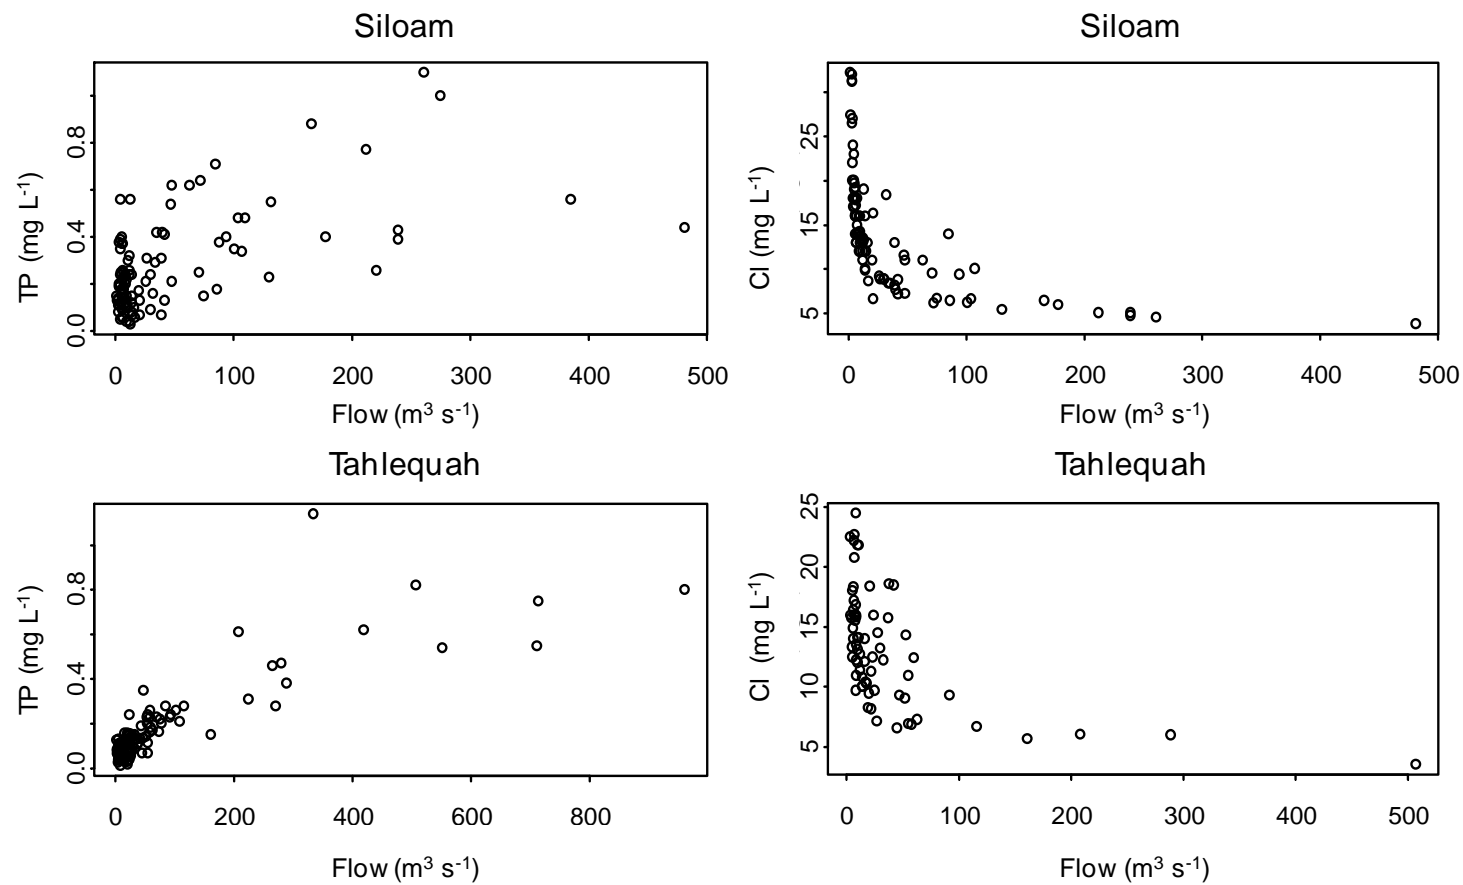 Siloam
TP (mg L-1)
0.0 0.4 0.8
0 100 200 300 400 500
Flow (m3 s-1)
Siloam
Cl (mg L-1)
5 15 25
0 100 200 300 400 500
Flow (m3 s-1)
Tahlequah
TP (mg L-1)
0.0 0.4 0.8
0 200 400 600 800
Flow (m3 s-1)
Tahlequah
Cl (mg L-1)
5 10 15 20 25
0 100 200 300 400 500
Flow (m3 s-1)